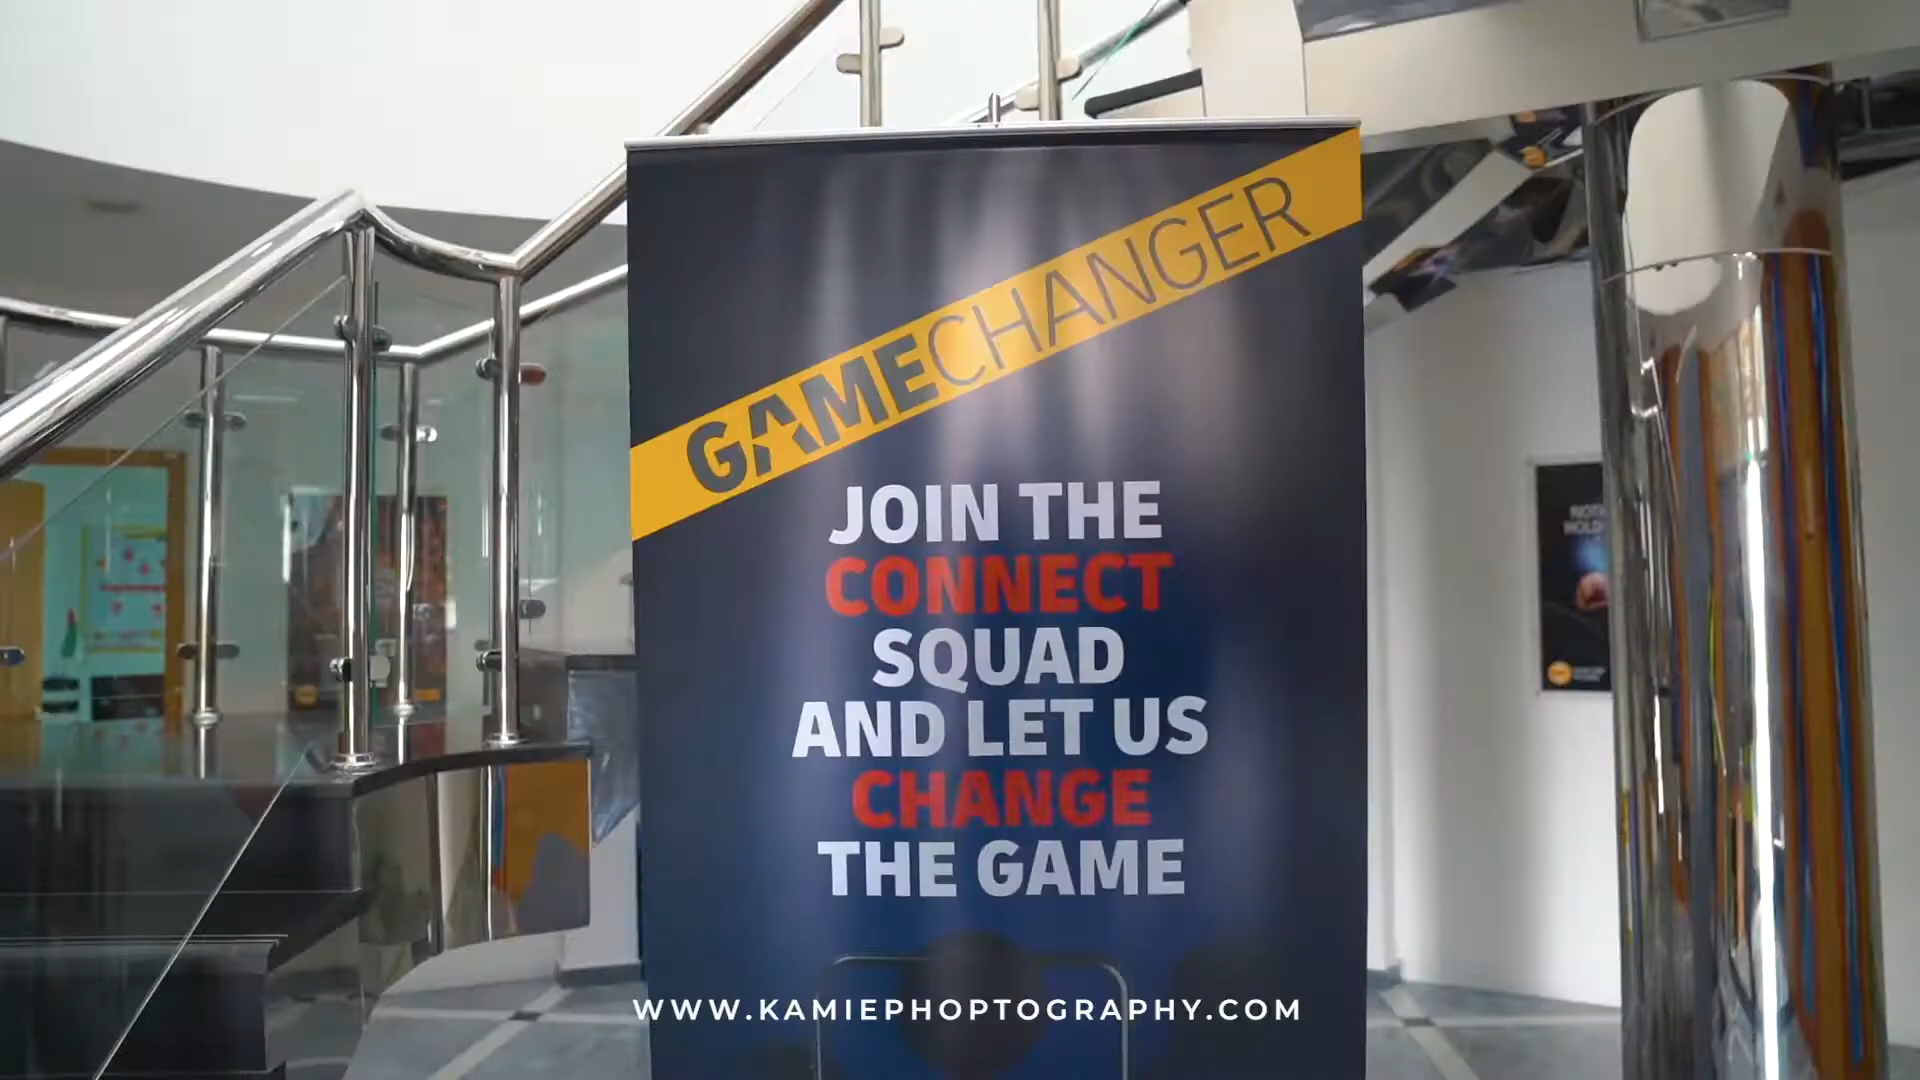 GAMECHANGER
JOIN THE
CONNECT
SQUAD
AND LET US
CHANGE
THE GAME
WWW.KAMIEPHOPTOGRAPHY.COM